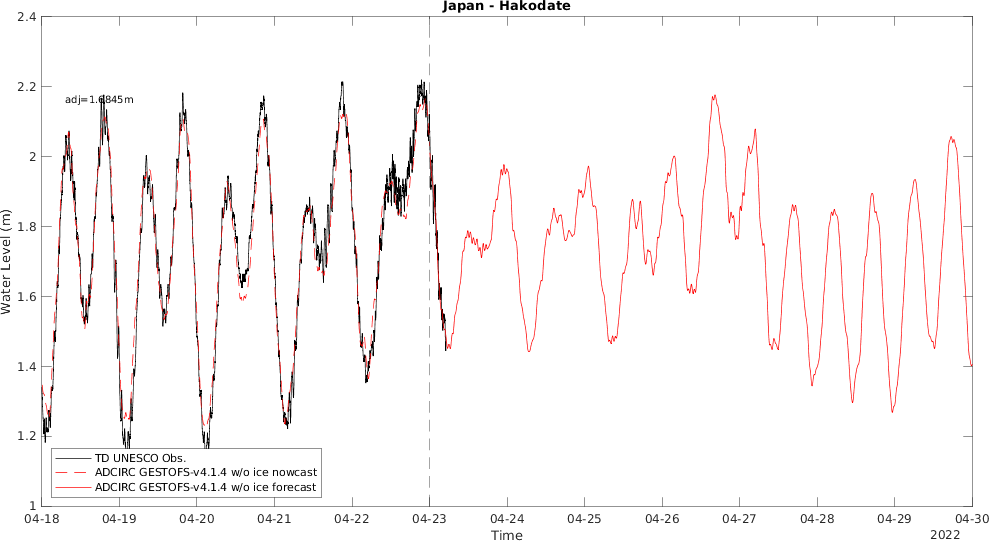 Japan - Hakodate
2.4
2.2
2
1.8
1.6
1.4
1.2
1
Water Level (m)
adj=1.6845m
TD UNESCO Obs.
ADCIRC GESTOFS-v4.1.4 w/o ice nowcast
ADCIRC GESTOFS-v4.1.4 w/o ice forecast
04-18 04-19 04-20 04-21 04-22 04-23 04-24 04-25 04-26 04-27 04-28 04-29 04-30
Time
2022